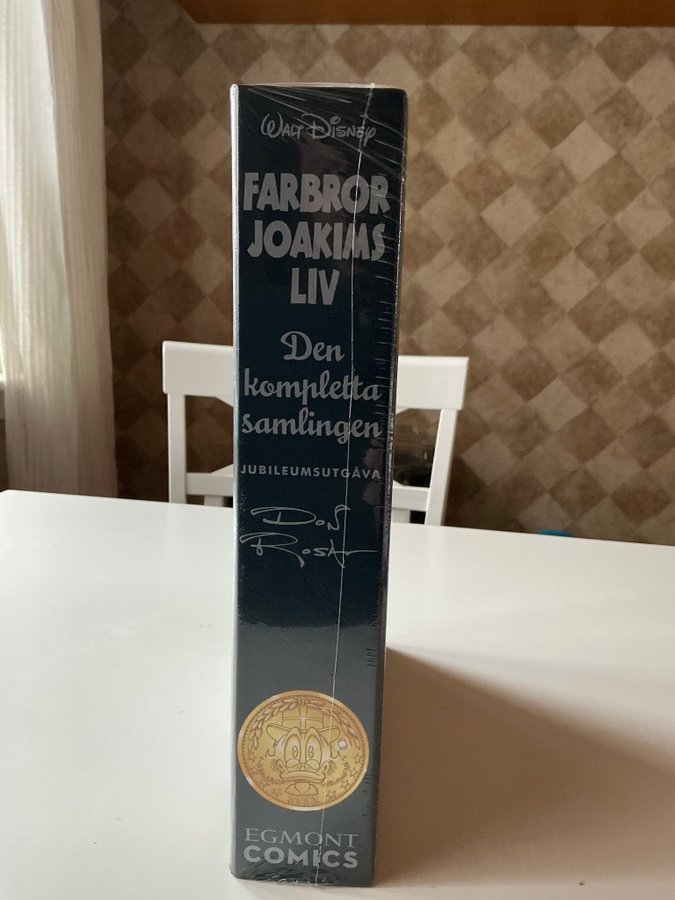 WALT DISNEY
FARBROR
JOAKIMS
LIV
Den
kompletta
samlingen
JUBILEUMSUTGÅVA
DON
ROSA
EGMONT
COMICS